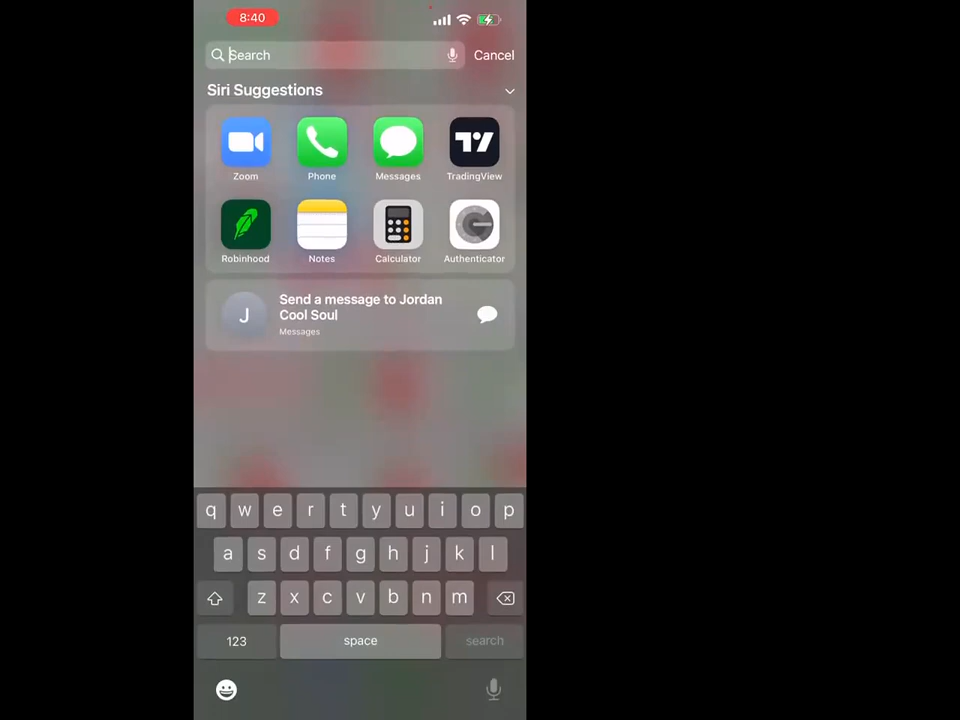 8:40
Search
Cancel
Siri Suggestions
Zoom
Phone
Messages
TradingView
Robinhood
Notes
Calculator
Authenticator
J
Send a message to Jordan
Cool Soul
Messages
q w e r t y u i o p
a s d f g h j k l
z x c v b n m
123
space
search